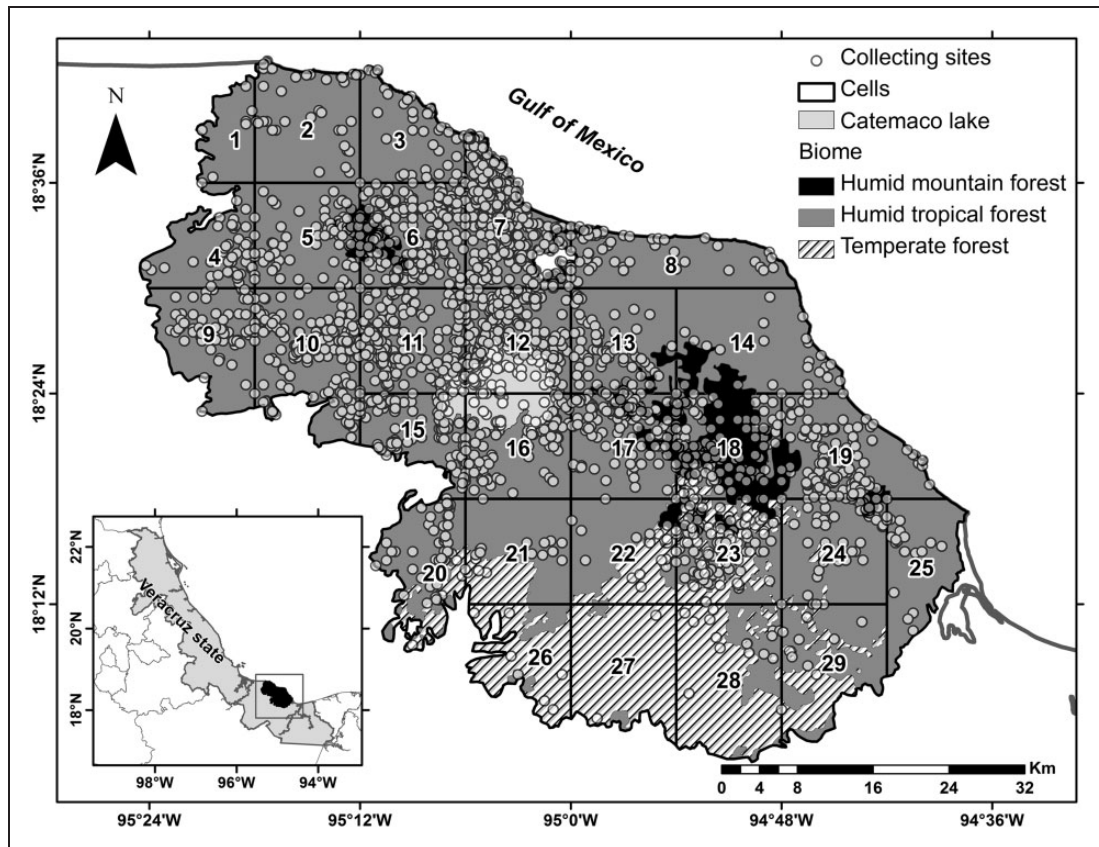 N
Gulf of Mexico
Collecting sites
Cells
Catemaco lake
Biome
Humid mountain forest
Humid tropical forest
Temperate forest
18°36'N
18°24'N
18°12'N
1
2
3
4
5
6
7
8
9
10
11
12
13
14
15
16
17
18
19
20
21
22
23
24
25
26
27
28
29
Veracruz state
22°N
20°N
18°N
98°W
96°W
94°W
Km
0
4
8
16
24
32
95°24'W
95°12'W
95°0'W
94°48'W
94°36'W